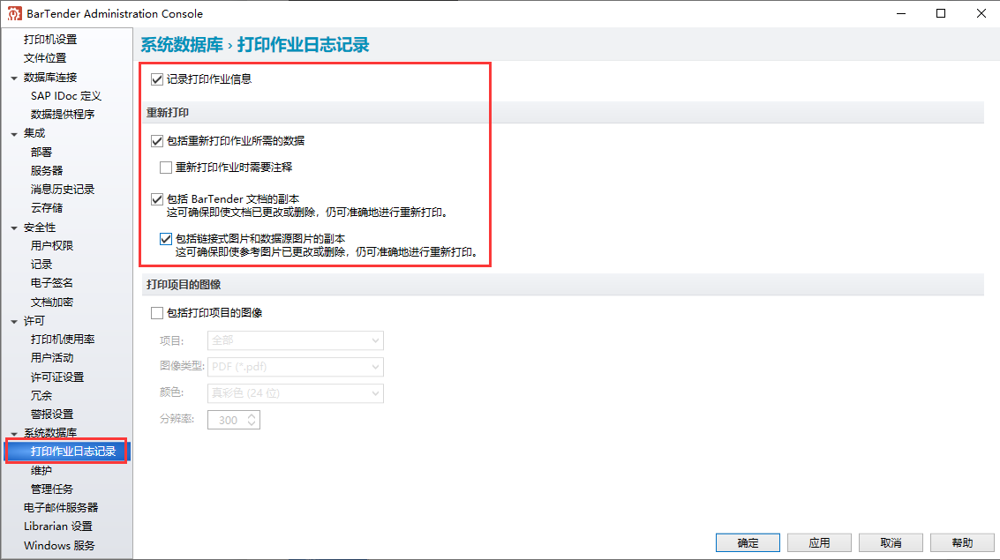 BarTender Administration Console
打印机设置
文件位置
数据库连接
SAP IDoc 定义
数据提供程序
集成
部署
服务器
消息历史记录
云存储
安全性
用户权限
记录
电子签名
文档加密
许可
打印机使用率
用户活动
许可证设置
冗余
警报设置
系统数据库
打印作业日志记录
维护
管理任务
电子邮件服务器
Librarian 设置
Windows 服务
系统数据库 › 打印作业日志记录
记录打印作业信息
重新打印
包括重新打印作业所需的数据
重新打印作业时需要注释
包括 BarTender 文档的副本
这可确保即使文档已更改或删除，仍可准确地进行重新打印。
包括链接式图片和数据源图片的副本
这可确保即使参考图片已更改或删除，仍可准确地进行重新打印。
打印项目的图像
包括打印项目的图像
项目: 全部
图像类型: PDF (*.pdf)
颜色: 真彩色 (24 位)
分辨率: 300
确定 应用 取消 帮助